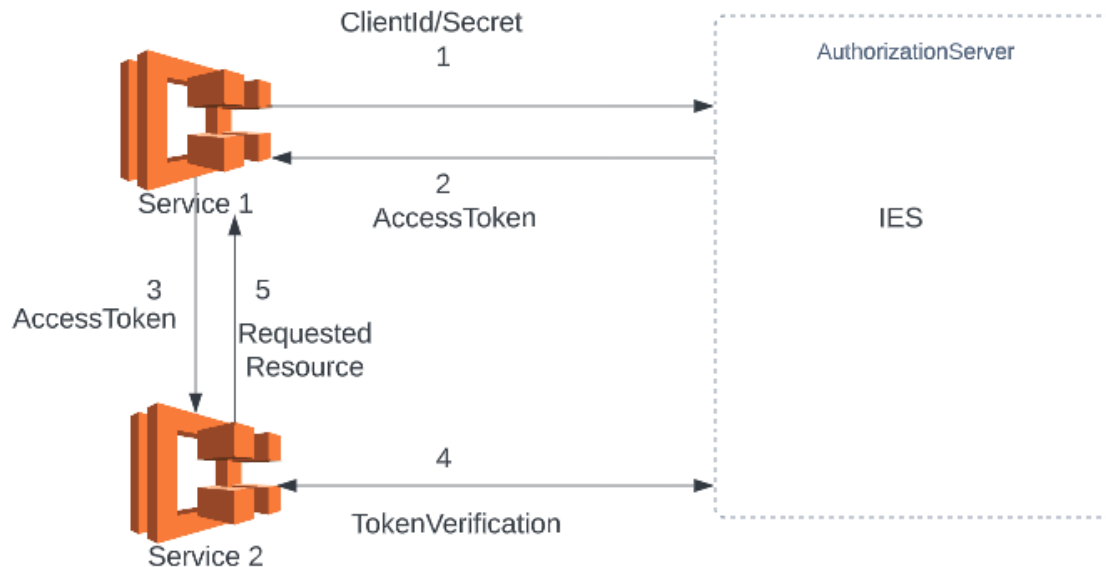 ClientId/Secret
1
AuthorizationServer
2
AccessToken
IES
Service 1
3
AccessToken
5
Requested
Resource
4
TokenVerification
Service 2